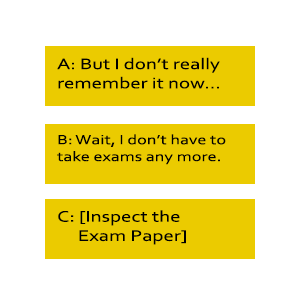 A: But I don’t really
remember it now...
B: Wait, I don’t have to
take exams any more.
C: [Inspect the
Exam Paper]